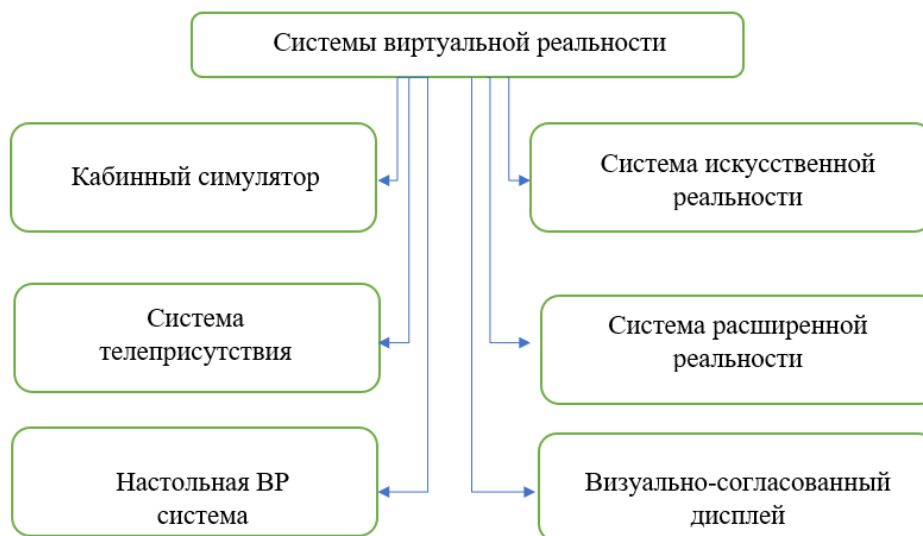 Системы виртуальной реальности
Кабинный симулятор
Система искусственной
реальности
Система
телеприсутствия
Система расширенной
реальности
Настольная ВР
система
Визуально-согласованный
дисплей